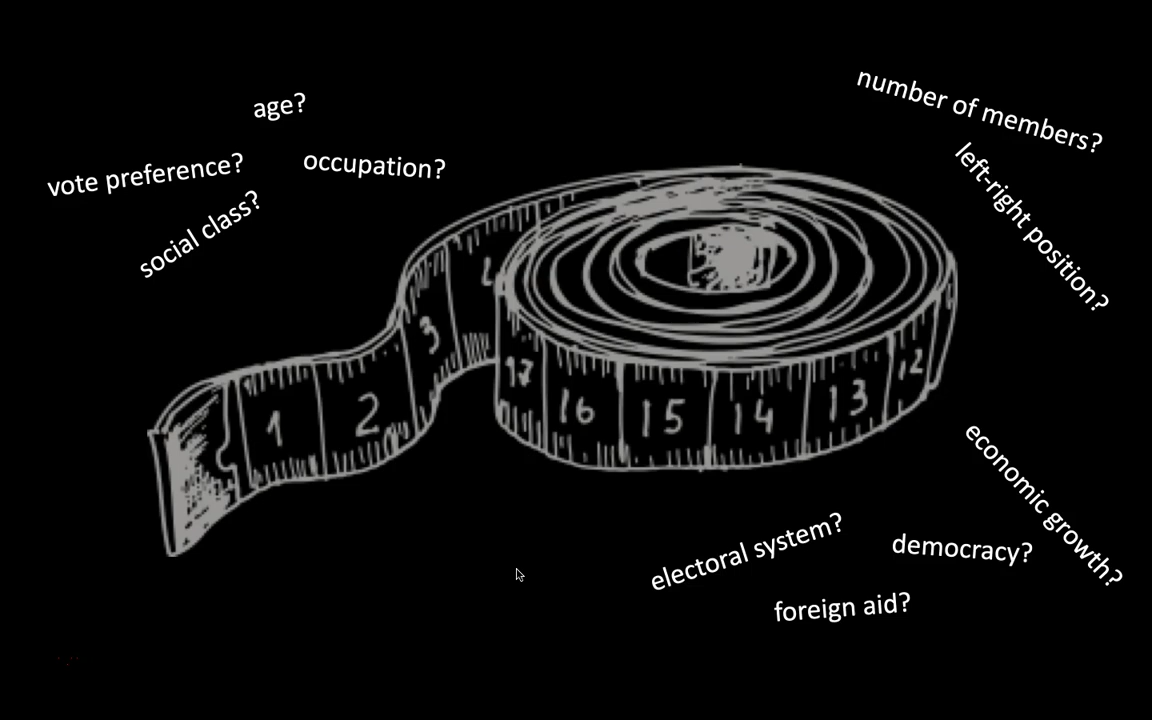 age?
vote preference?
occupation?
social class?
number of members?
left-right position?
4
3
2
1
17
16
15
14
13
12
economic growth?
electoral system?
democracy?
foreign aid?